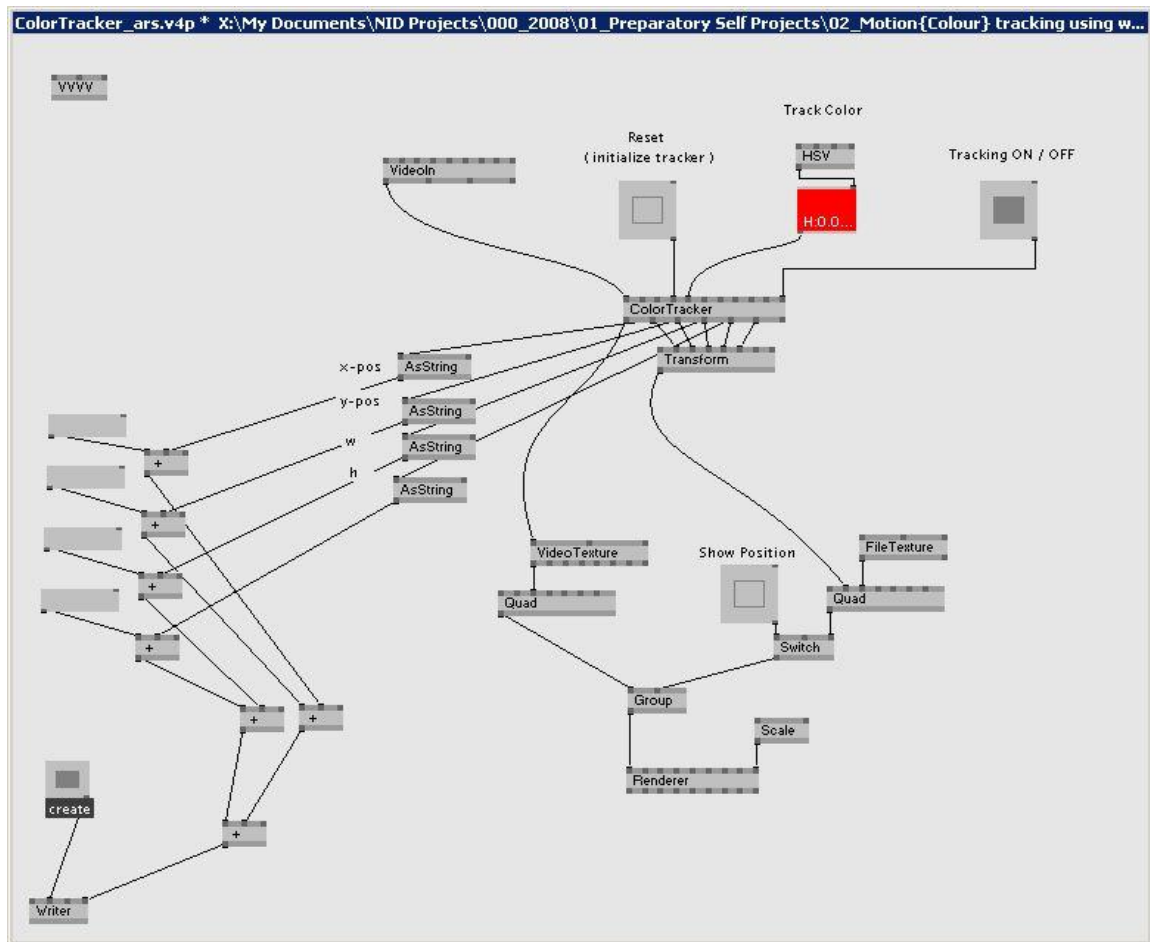 ColorTracker_ars.v4p * X:\My Documents\NID Projects\000_2008\01_Preparatory Self Projects\02_Motion{Colour} tracking using w...
VVVV
Track Color
Reset
( initialize tracker )
HSV
Tracking ON / OFF
VideoIn
H:0.0...
ColorTracker
x-pos
AsString
Transform
y-pos
AsString
w
AsString
h
AsString
+
+
+
+
VideoTexture
Show Position
FileTexture
Quad
Quad
Switch
Group
+
+
Scale
Renderer
create
+
Writer